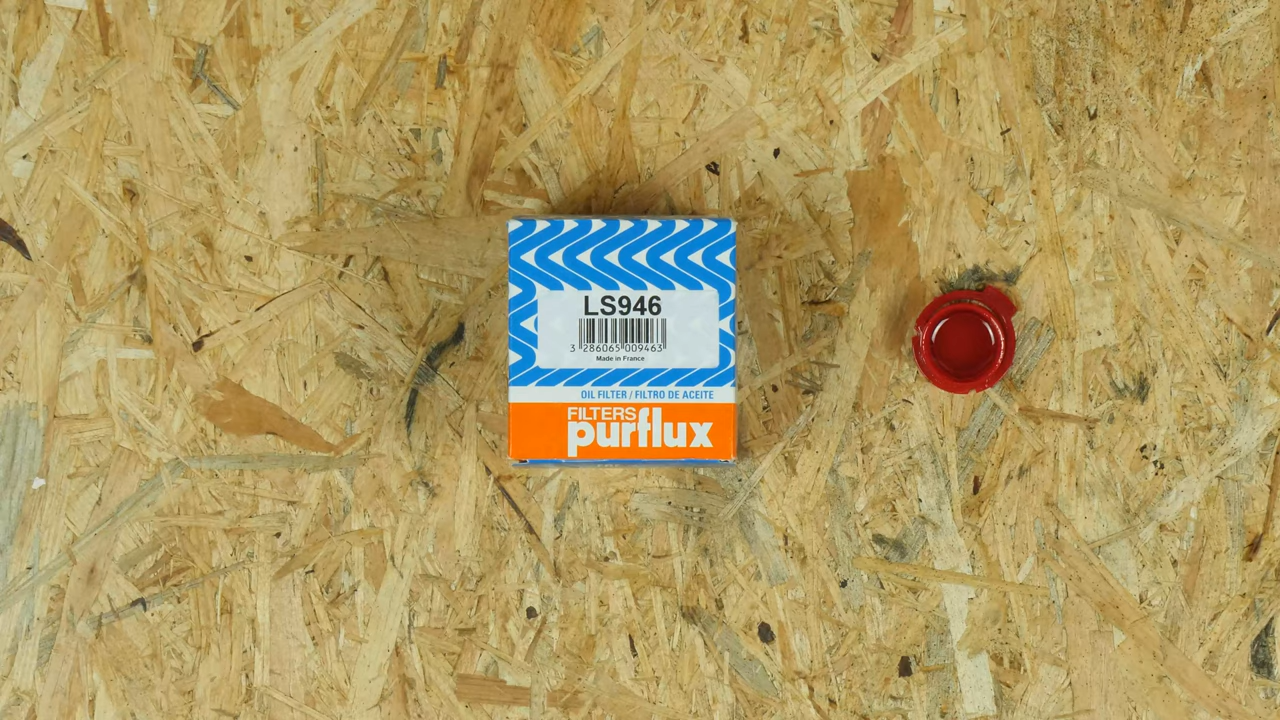 LS946
3 286065 009463
Made in France
OIL FILTER / FILTRO DE ACEITE
FILTERS
purflux